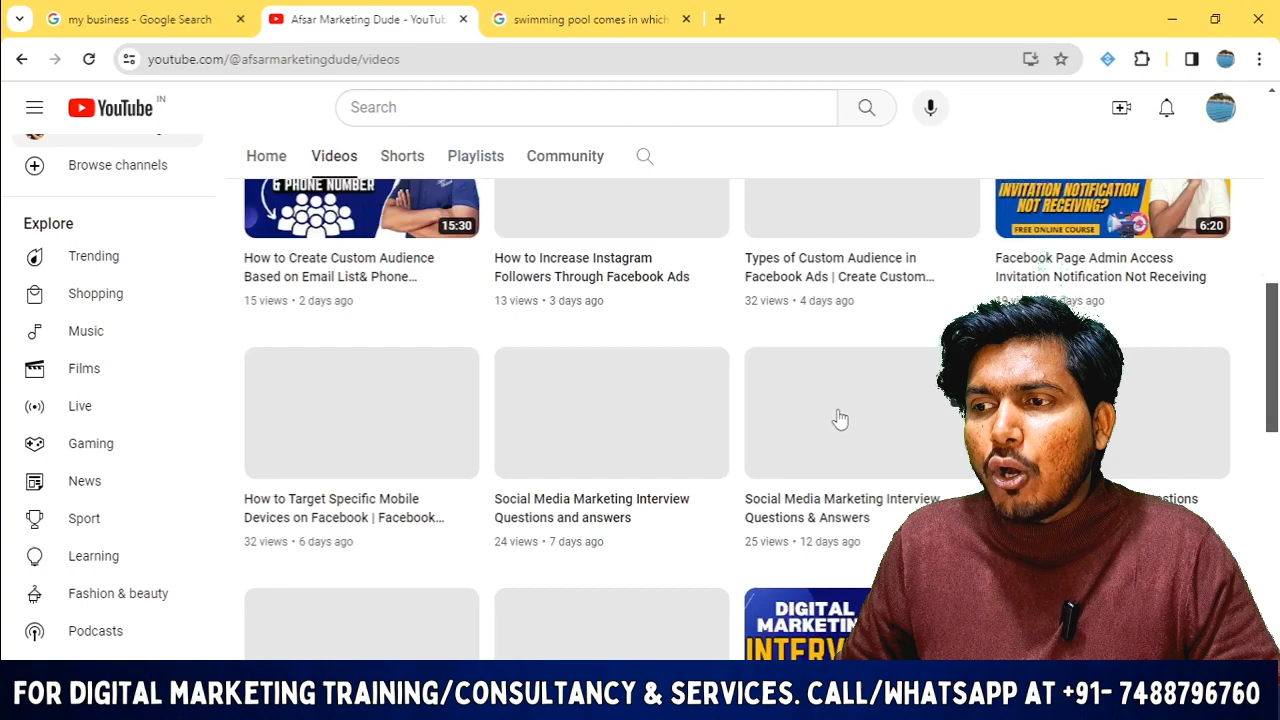 my business - Google Search
Afsar Marketing Dude - YouTub
swimming pool comes in which
youtube.com/@afsarmarketingdude/videos
YouTube IN
Search
Browse channels
Home Videos Shorts Playlists Community
Explore
Trending
Shopping
Music
Films
Live
Gaming
News
Sport
Learning
Fashion & beauty
Podcasts
& PHONE NUMBER
15:30
How to Create Custom Audience
Based on Email List& Phone...
15 views • 2 days ago
How to Increase Instagram
Followers Through Facebook Ads
13 views • 3 days ago
Types of Custom Audience in
Facebook Ads | Create Custom...
32 views • 4 days ago
INVITATION NOTIFICATION
NOT RECEIVING?
FREE ONLINE COURSE
6:20
Facebook Page Admin Access
Invitation Notification Not Receiving
days ago
How to Target Specific Mobile
Devices on Facebook | Facebook...
32 views • 6 days ago
Social Media Marketing Interview
Questions and answers
24 views • 7 days ago
Social Media Marketing Interview
Questions & Answers
25 views • 12 days ago
DIGITAL
MARKETIN
INTERV
FOR DIGITAL MARKETING TRAINING/CONSULTANCY & SERVICES. CALL/WHATSAPP AT +91- 7488796760